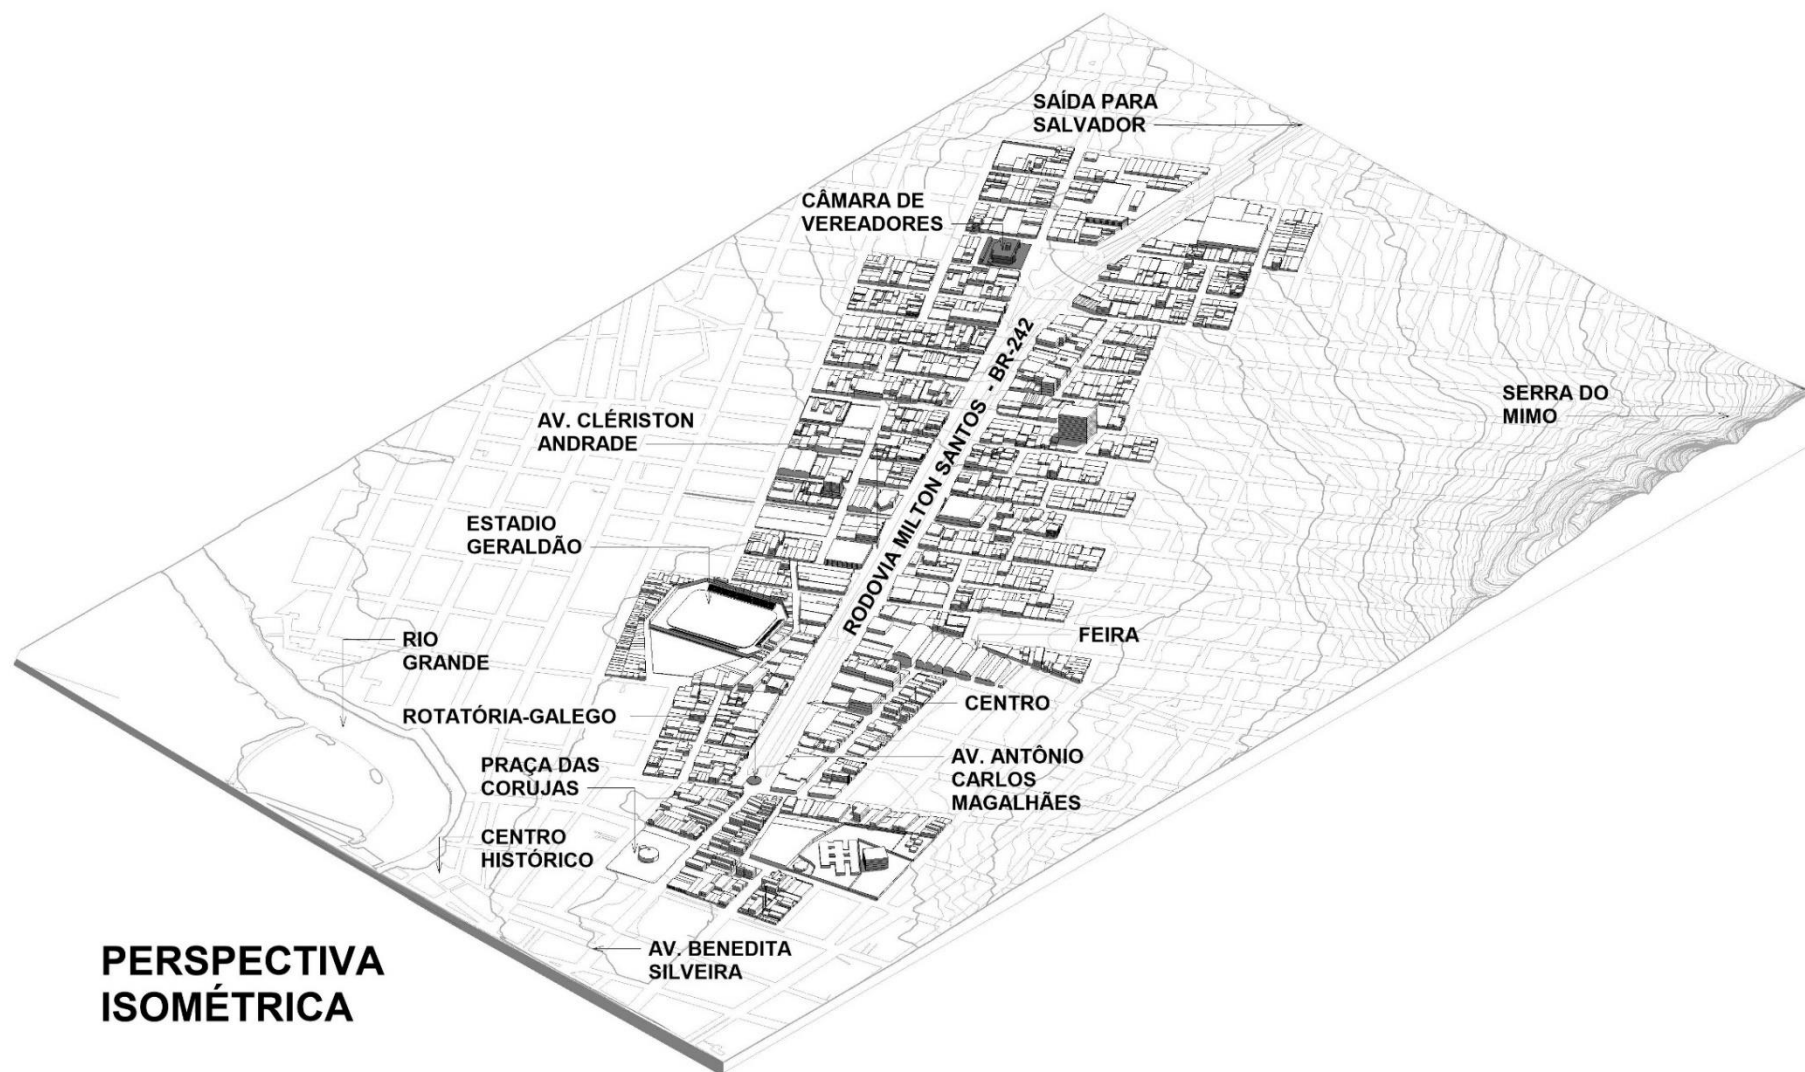 SAÍDA PARA
SALVADOR
CÂMARA DE
VEREADORES
RODOVIA MILTON SANTOS - BR-242
SERRA DO
MIMO
AV. CLÉRISTON
ANDRADE
ESTADIO
GERALDÃO
RIO
GRANDE
FEIRA
CENTRO
ROTATÓRIA-GALEGO
PRAÇA DAS
CORUJAS
AV. ANTÔNIO
CARLOS
MAGALHÃES
CENTRO
HISTÓRICO
AV. BENEDITA
SILVEIRA
PERSPECTIVA
ISOMÉTRICA